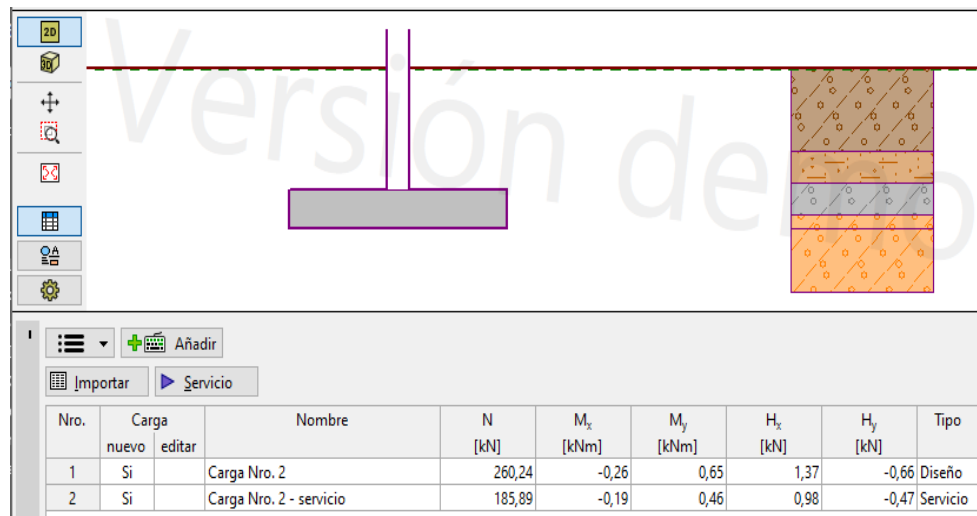 2D
3D
Versión demo
Añadir
Importar Servicio
Nro. Carga Nombre N Mx My Hx Hy Tipo
nuevo editar [kN] [kNm] [kNm] [kN] [kN]
1 Si Carga Nro. 2 260,24 -0,26 0,65 1,37 -0,66 Diseño
2 Si Carga Nro. 2 - servicio 185,89 -0,19 0,46 0,98 -0,47 Servicio